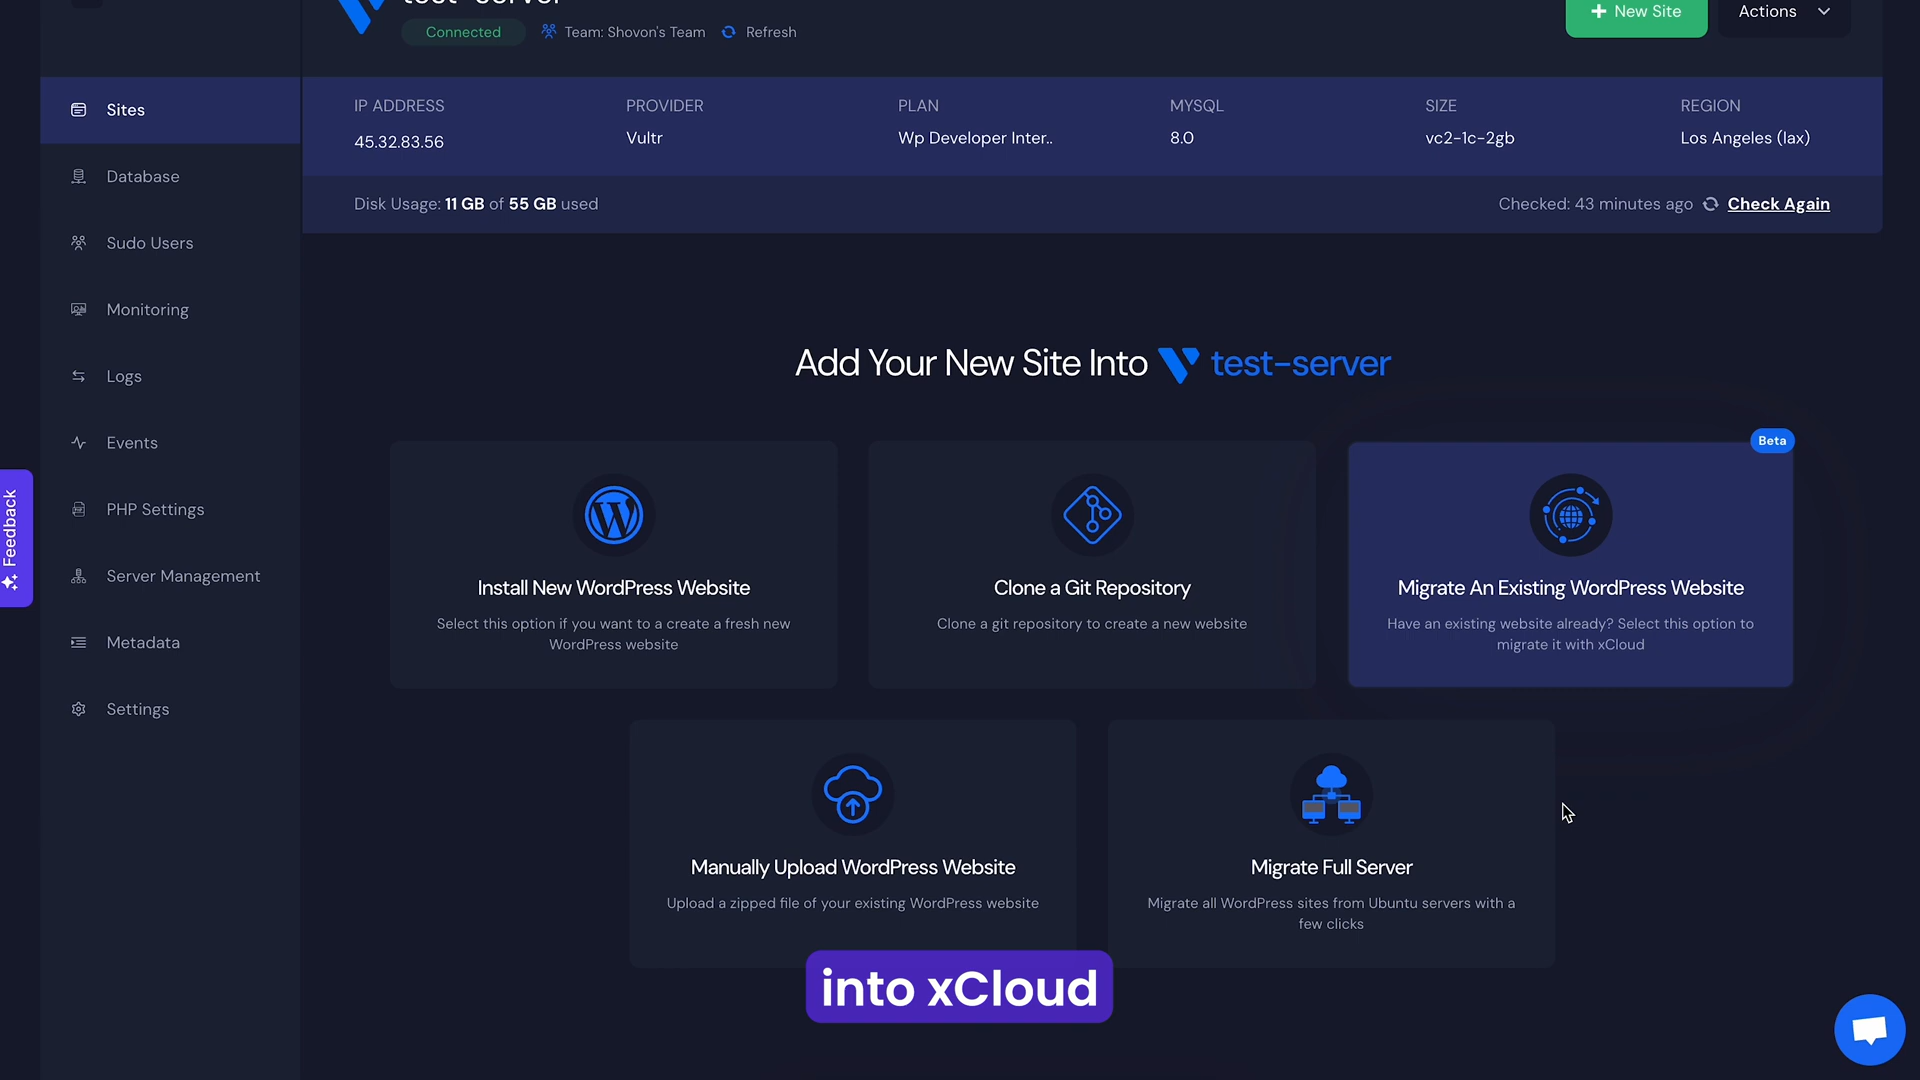 test-server
Connected
Team: Shovon's Team
Refresh
New Site
Actions
Sites
Database
Sudo Users
Monitoring
Logs
Events
PHP Settings
Server Management
Metadata
Settings
Feedback
IP ADDRESS
45.32.83.56
PROVIDER
Vultr
PLAN
Wp Developer Inter..
MYSQL
8.0
SIZE
vc2-1c-2gb
REGION
Los Angeles (lax)
Disk Usage: 11 GB of 55 GB used
Checked: 43 minutes ago
Check Again
Add Your New Site Into test-server
Install New WordPress Website
Select this option if you want to a create a fresh new
WordPress website
Clone a Git Repository
Clone a git repository to create a new website
Beta
Migrate An Existing WordPress Website
Have an existing website already? Select this option to
migrate it with xCloud
Manually Upload WordPress Website
Upload a zipped file of your existing WordPress website
Migrate Full Server
Migrate all WordPress sites from Ubuntu servers with a
few clicks
into xCloud